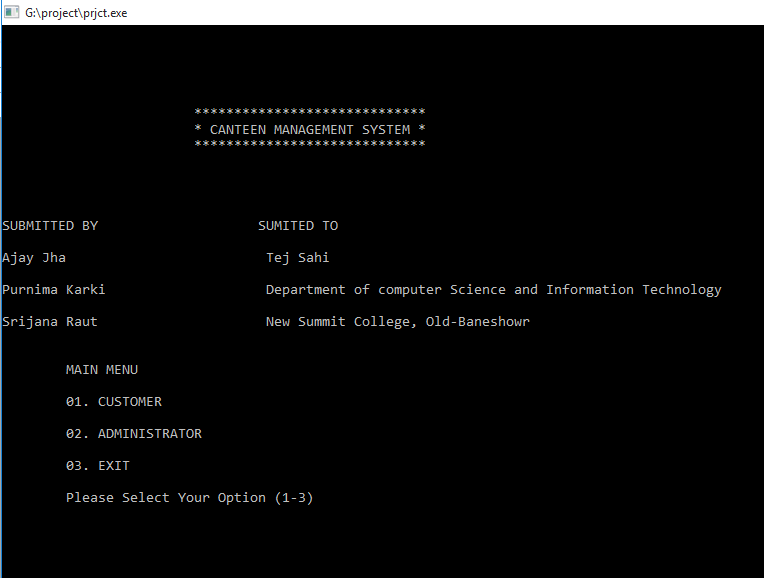 G:\project\prjct.exe
*****************************
* CANTEEN MANAGEMENT SYSTEM *
*****************************
SUBMITTED BY SUMITED TO
Ajay Jha Tej Sahi
Purnima Karki Department of computer Science and Information Technology
Srijana Raut New Summit College, Old-Baneshowr
MAIN MENU
01. CUSTOMER
02. ADMINISTRATOR
03. EXIT
Please Select Your Option (1-3)